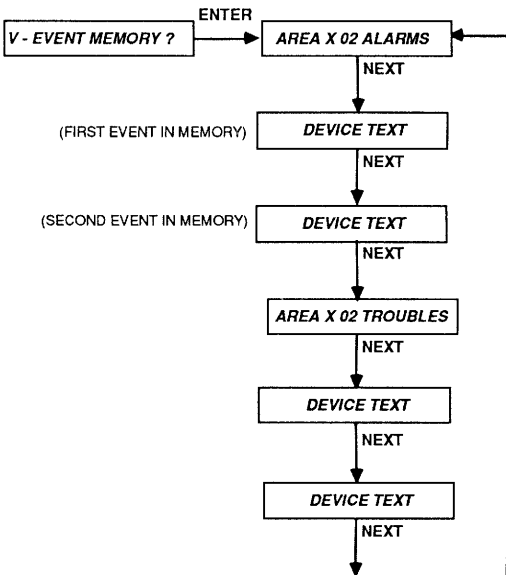 ENTER
V - EVENT MEMORY ?
AREA X 02 ALARMS
NEXT
(FIRST EVENT IN MEMORY)
DEVICE TEXT
NEXT
(SECOND EVENT IN MEMORY)
DEVICE TEXT
NEXT
AREA X 02 TROUBLES
NEXT
DEVICE TEXT
NEXT
DEVICE TEXT
NEXT